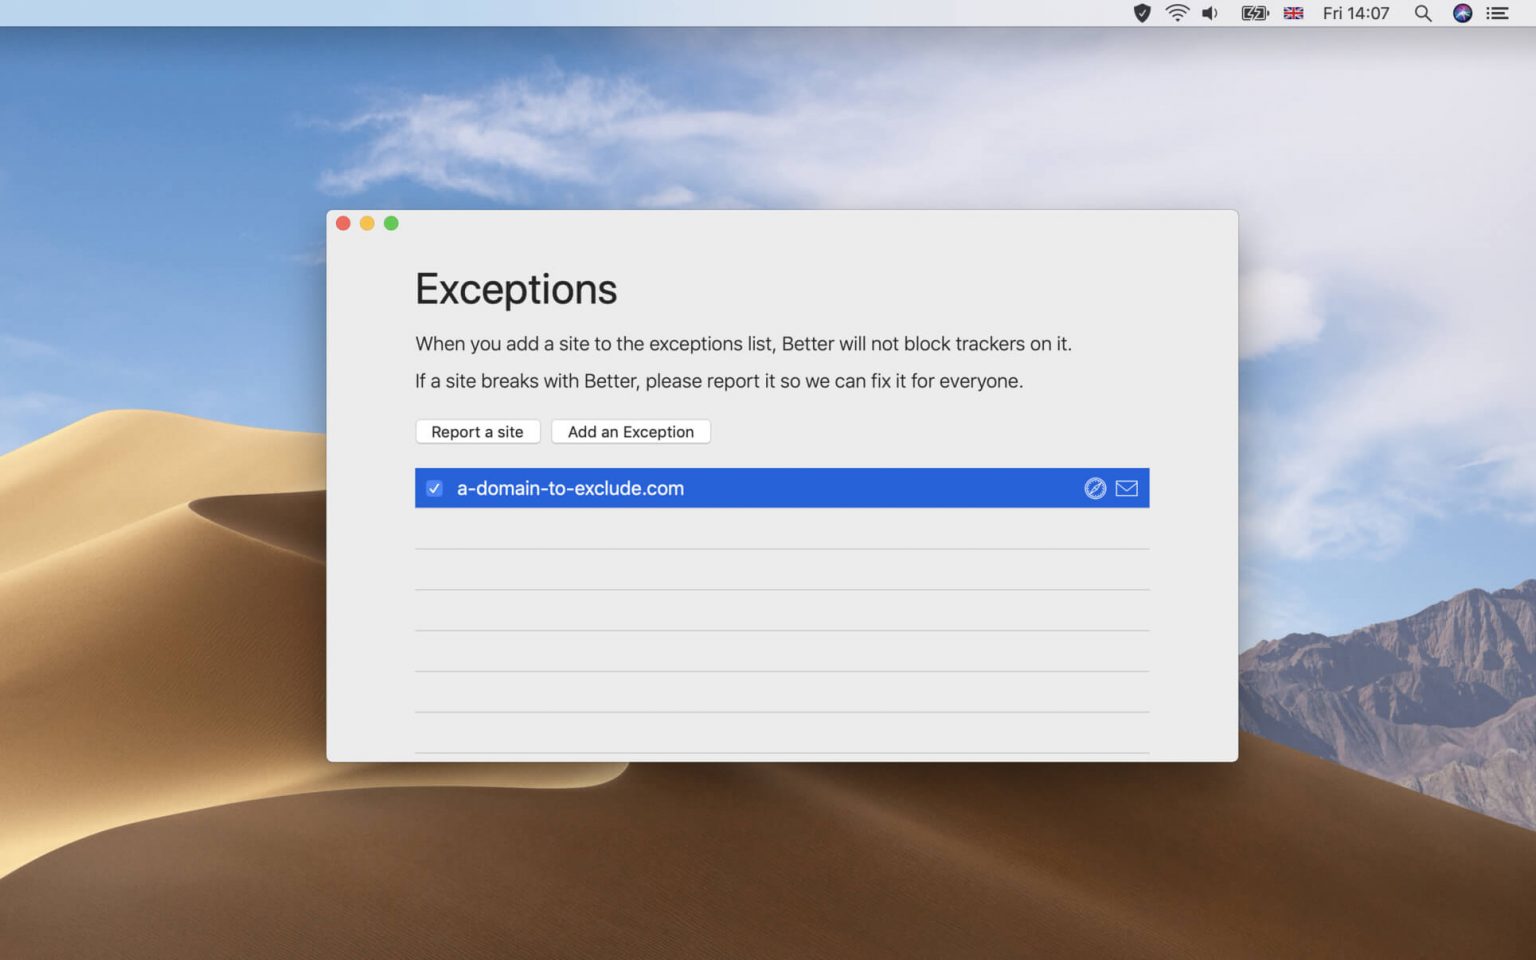 Fri 14:07
Exceptions
When you add a site to the exceptions list, Better will not block trackers on it.
If a site breaks with Better, please report it so we can fix it for everyone.
Report a site
Add an Exception
a-domain-to-exclude.com